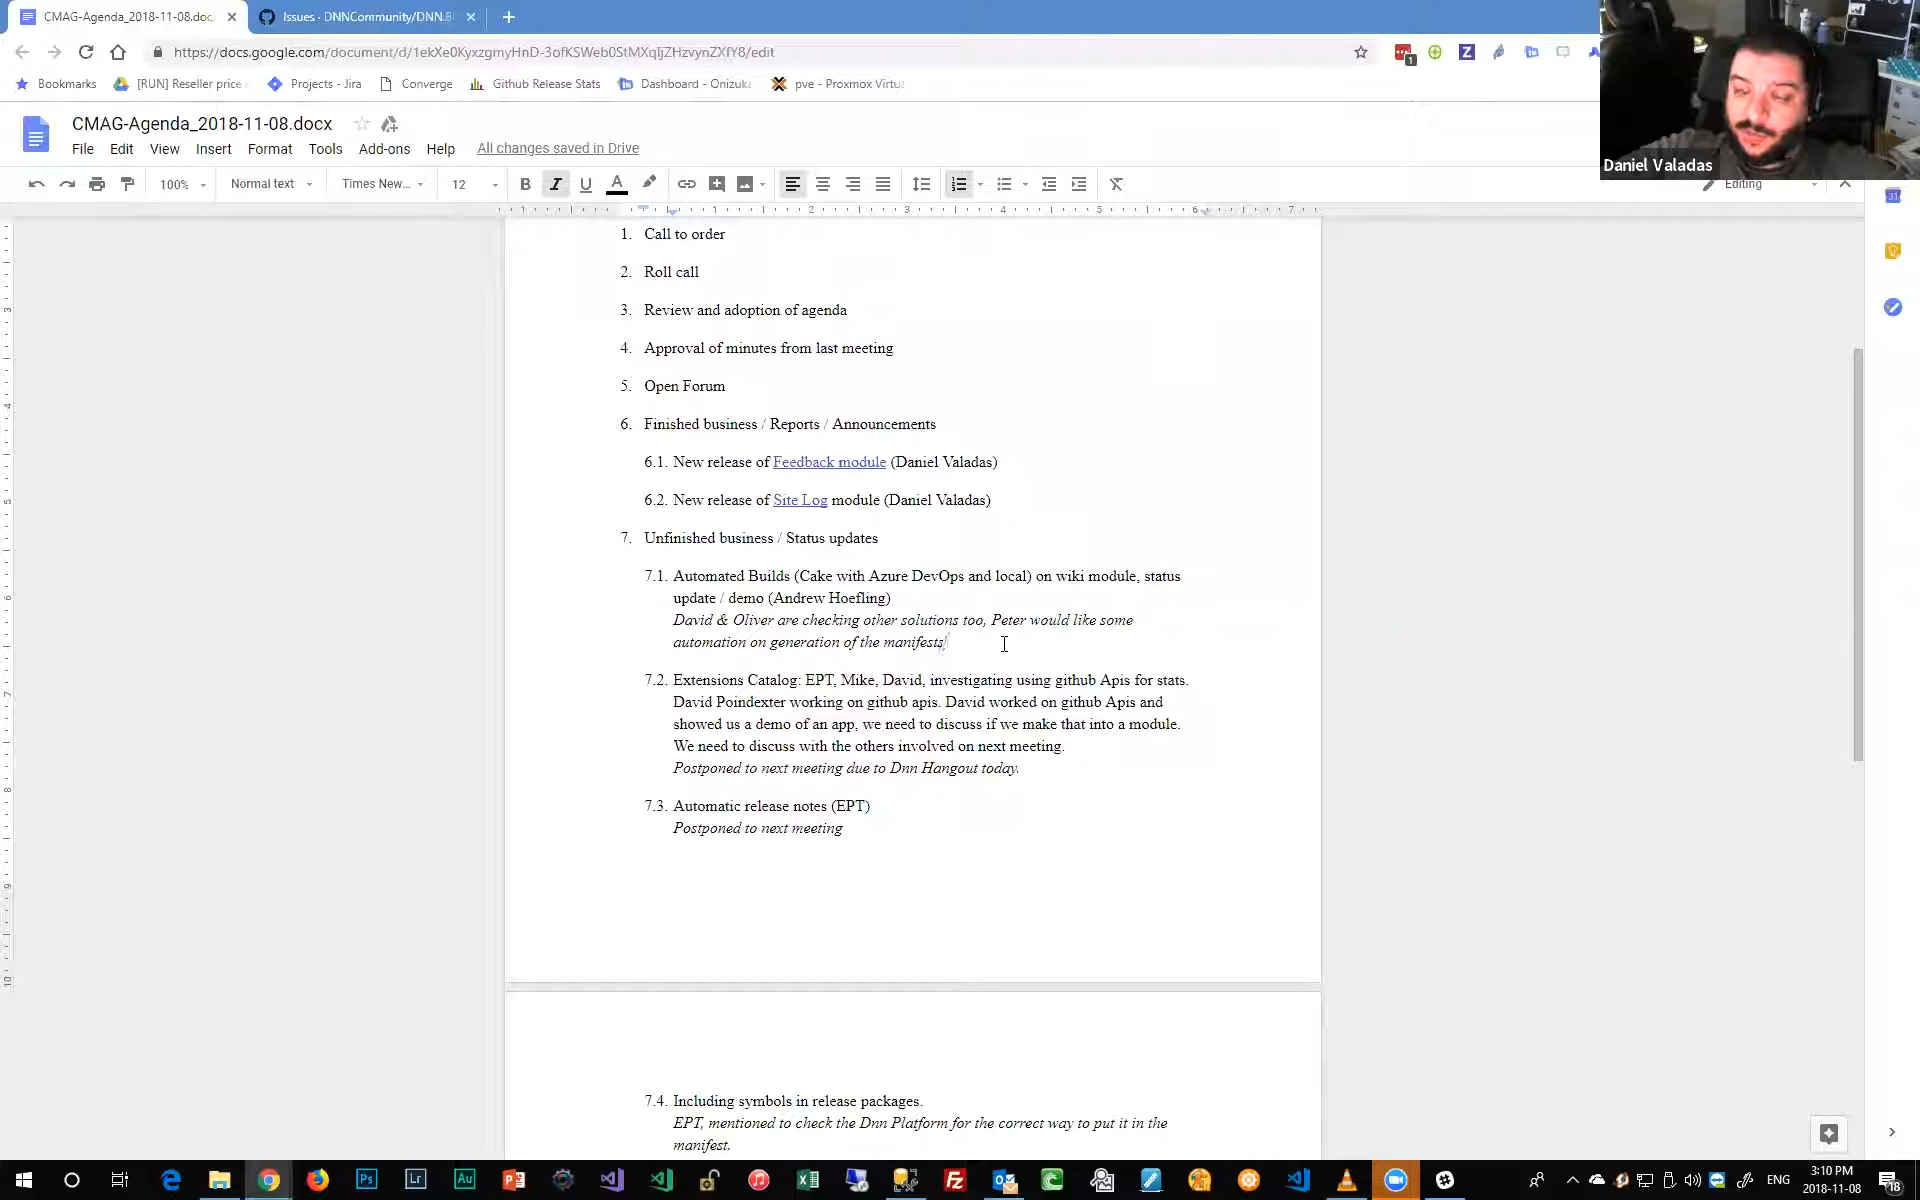 CMAG-Agenda_2018-11-08.doc
Issues · DNNCommunity/DNN.B
https://docs.google.com/document/d/1ekXe0KyxzgmyHnD-3ofKSWeb0StMXqljZHzvynZXfY8/edit
Bookmarks [RUN] Reseller price Projects - Jira Converge Github Release Stats Dashboard - Onizuka pve - Proxmox Virtu
CMAG-Agenda_2018-11-08.docx
File Edit View Insert Format Tools Add-ons Help All changes saved in Drive
Daniel Valadas
100% Normal text Times New... 12 B I U A Editing
1. Call to order
2. Roll call
3. Review and adoption of agenda
4. Approval of minutes from last meeting
5. Open Forum
6. Finished business / Reports / Announcements
6.1. New release of Feedback module (Daniel Valadas)
6.2. New release of Site Log module (Daniel Valadas)
7. Unfinished business / Status updates
7.1. Automated Builds (Cake with Azure DevOps and local) on wiki module, status
update / demo (Andrew Hoefling)
David & Oliver are checking other solutions too, Peter would like some
automation on generation of the manifests
7.2. Extensions Catalog: EPT, Mike, David, investigating using github Apis for stats.
David Poindexter working on github apis. David worked on github Apis and
showed us a demo of an app, we need to discuss if we make that into a module.
We need to discuss with the others involved on next meeting.
Postponed to next meeting due to Dnn Hangout today.
7.3. Automatic release notes (EPT)
Postponed to next meeting
7.4. Including symbols in release packages.
EPT, mentioned to check the Dnn Platform for the correct way to put it in the
manifest.
ENG
3:10 PM
2018-11-08
18